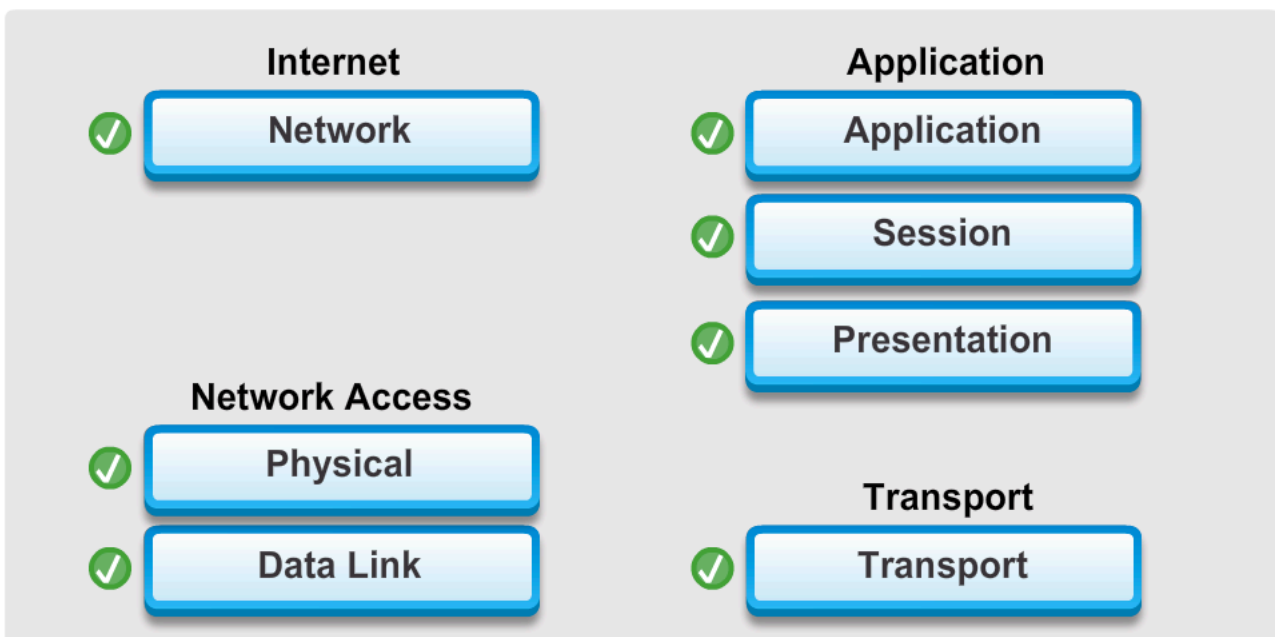 Internet
Network
Network Access
Physical
Data Link
Application
Application
Session
Presentation
Transport
Transport